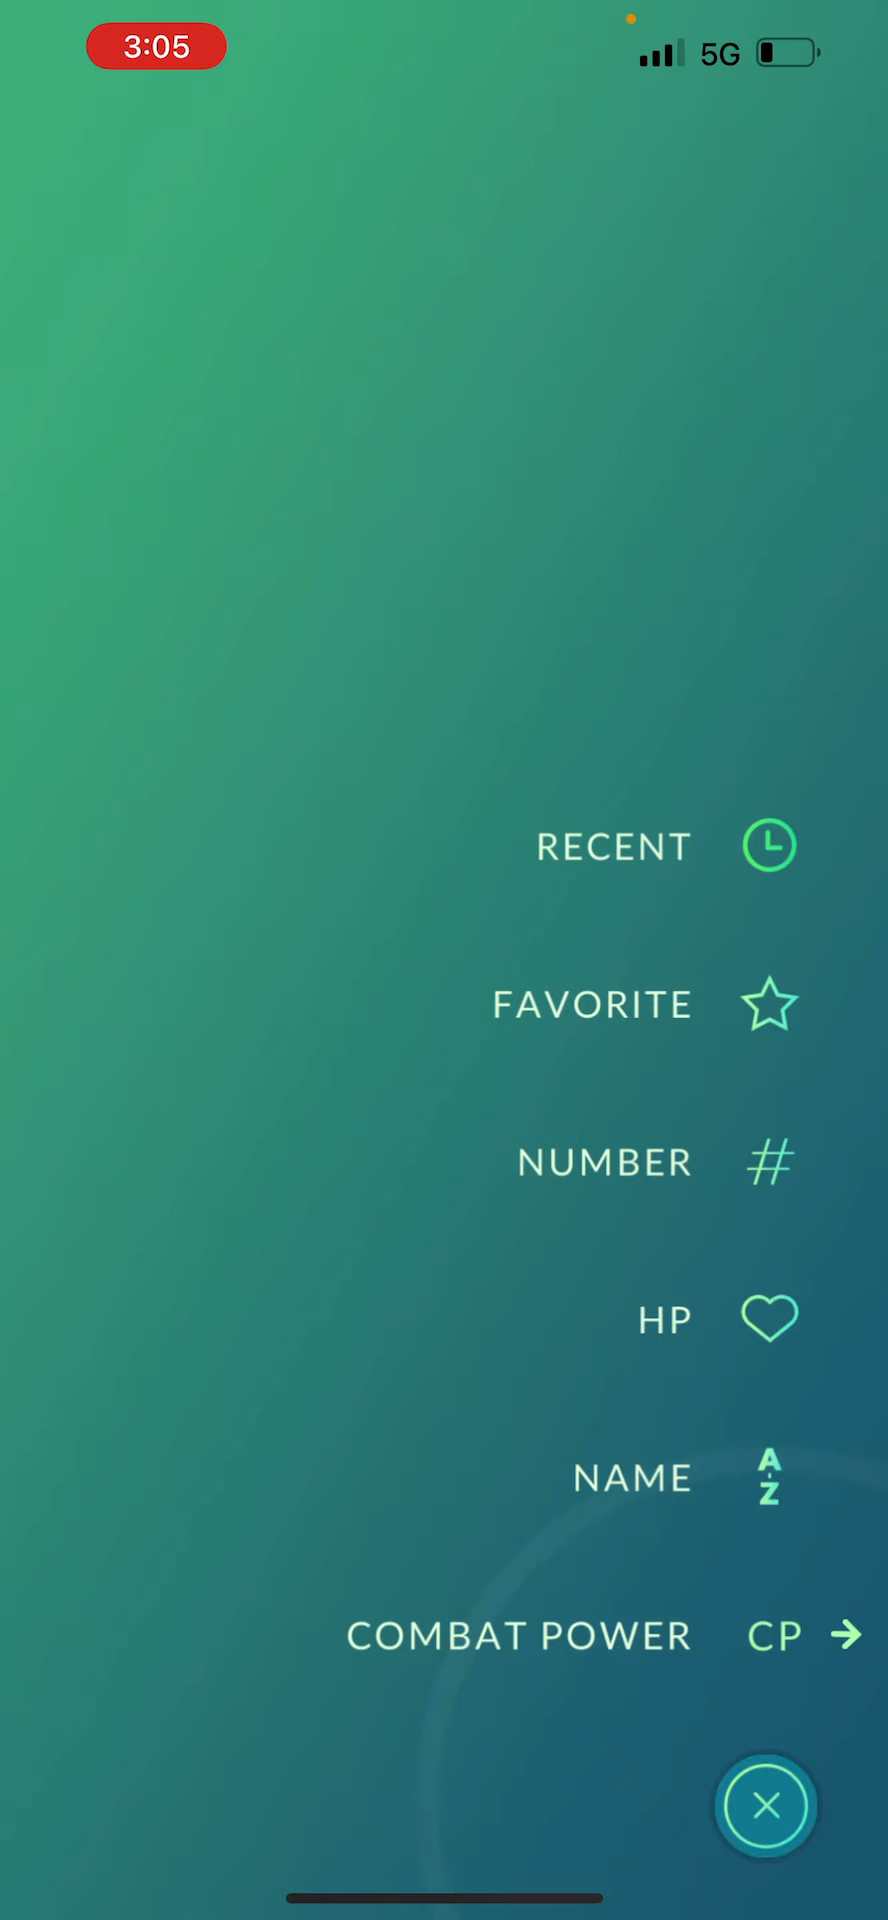 3:05
5G
RECENT
FAVORITE
NUMBER
#
HP
NAME
A-Z
COMBAT POWER CP